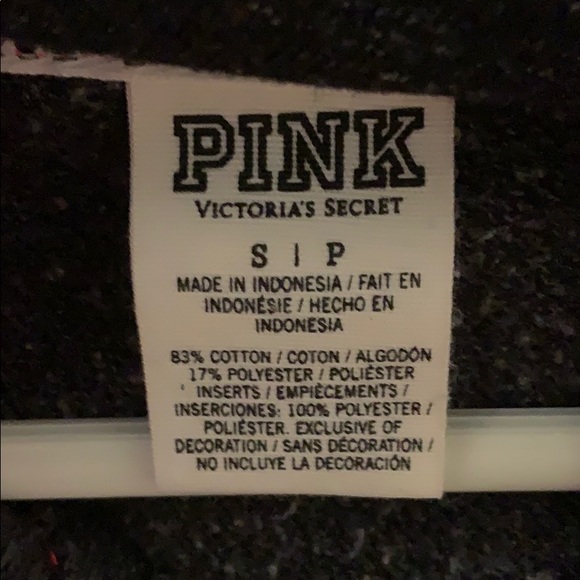 PINK
VICTORIA'S SECRET
S | P
MADE IN INDONESIA / FAIT EN
INDONÉSIE / HECHO EN
INDONESIA
83% COTTON / COTON / ALGODÓN
17% POLYESTER / POLIÉSTER
INSERTS / EMPIÈCEMENTS /
INSERCIONES: 100% POLYESTER /
POLIÉSTER. EXCLUSIVE OF
DECORATION / SANS DÉCORATION /
NO INCLUYE LA DECORACIÓN